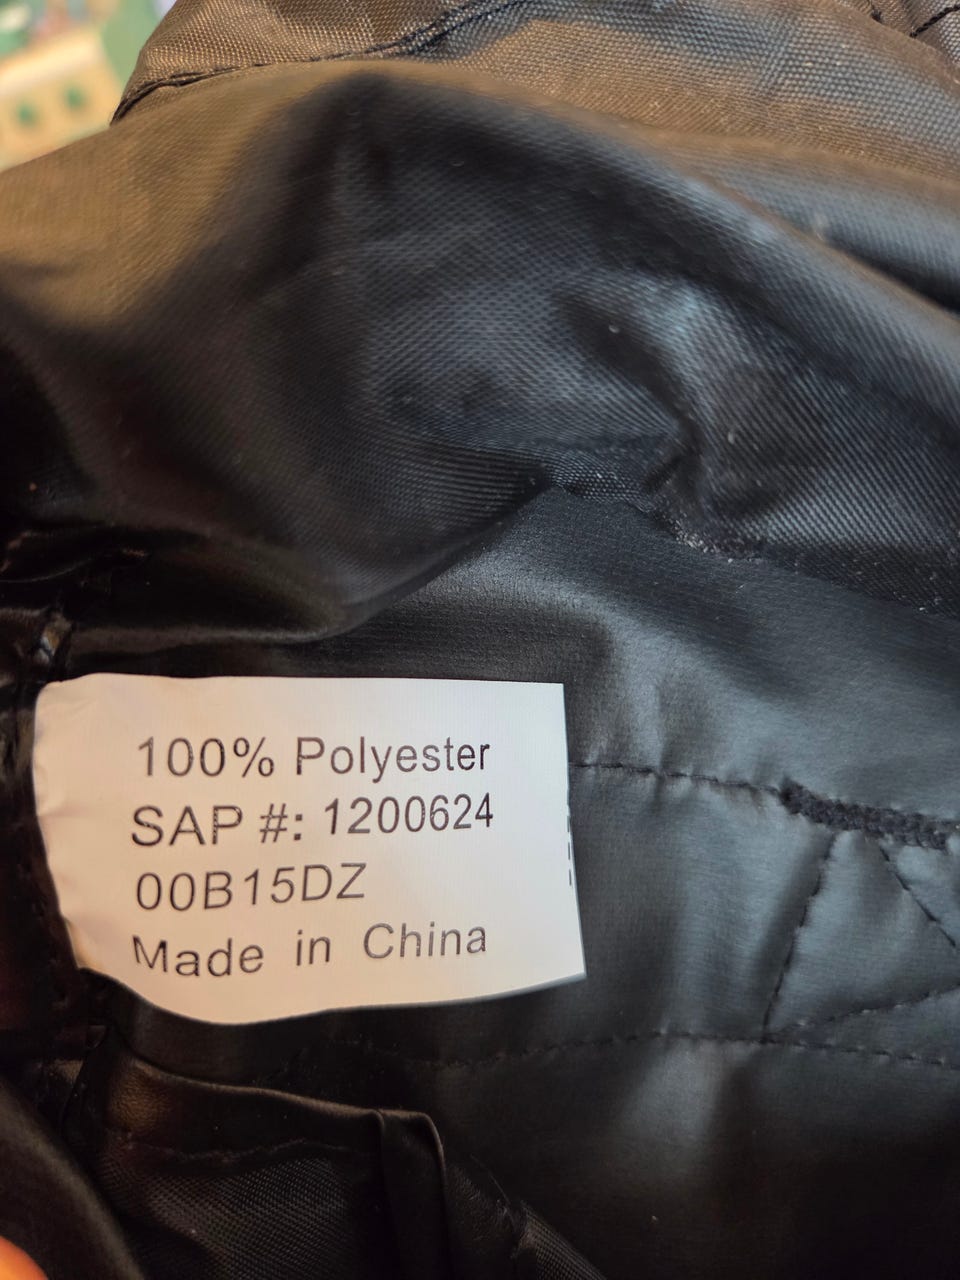 100% Polyester
SAP #: 1200624
00B15DZ
Made in China